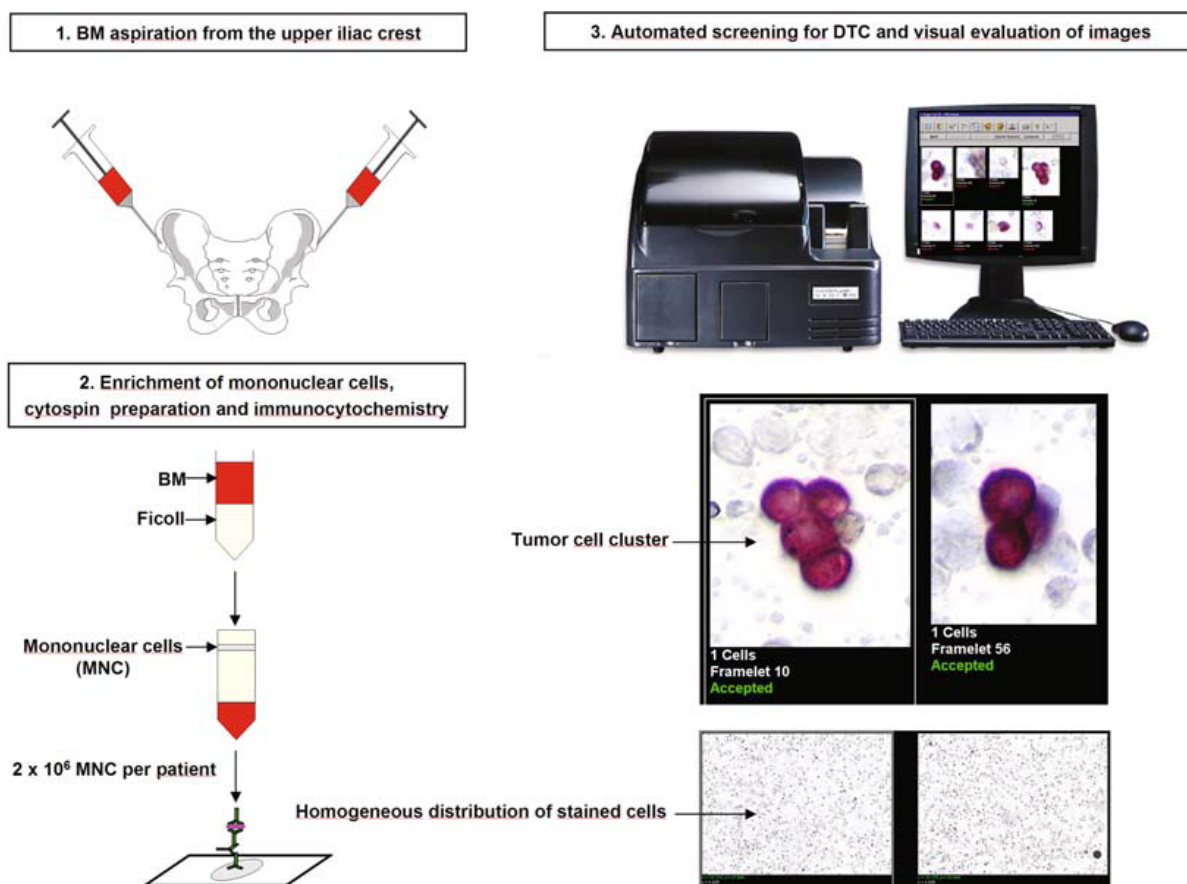 1. BM aspiration from the upper iliac crest
2. Enrichment of mononuclear cells,
cytospin preparation and immunocytochemistry
BM
Ficoll
Mononuclear cells
(MNC)
2 x 10⁶ MNC per patient
3. Automated screening for DTC and visual evaluation of images
Tumor cell cluster
1 Cells
Framelet 10
Accepted
1 Cells
Framelet 56
Accepted
Homogeneous distribution of stained cells